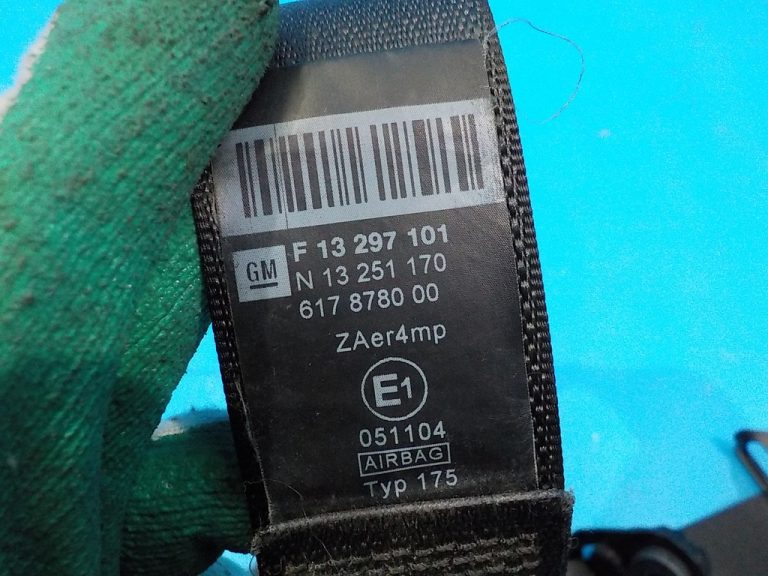 F 13 297 101
GM
N 13 251 170
617 8780 00
ZAer4mp
E1
051104
AIRBAG
Typ 175